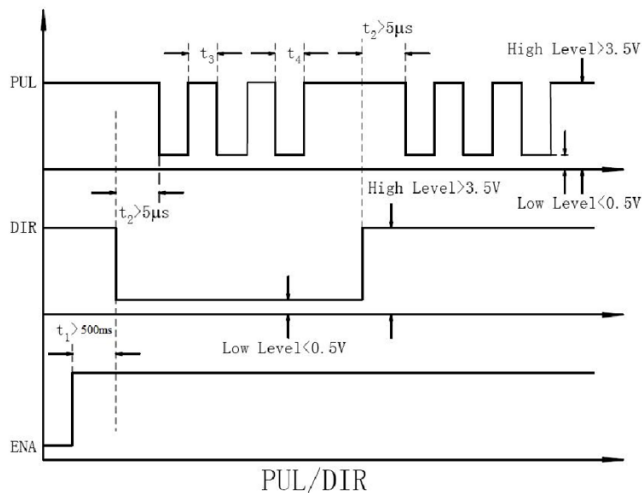 t₂>5μs
t₃
t₄
High Level>3.5V
PUL
t₂>5μs
High Level>3.5V
Low Level<0.5V
DIR
t₁>500ms
Low Level<0.5V
ENA
PUL/DIR